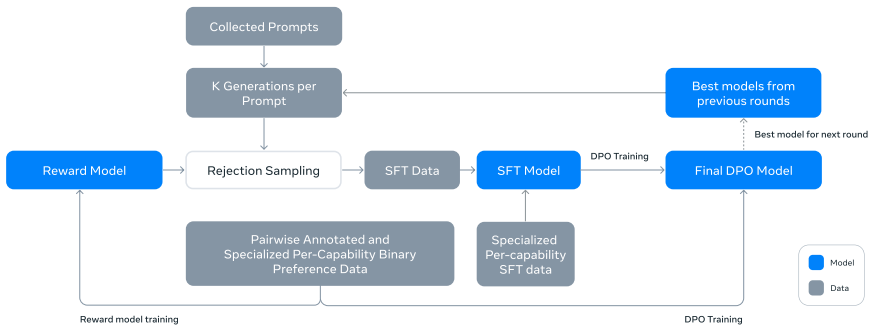 Collected Prompts
K Generations per
Prompt
Best models from
previous rounds
Best model for next round
DPO Training
Reward Model
Rejection Sampling
SFT Data
SFT Model
Final DPO Model
Pairwise Annotated and
Specialized Per-Capability Binary
Preference Data
Specialized
Per-capability
SFT data
Model
Data
Reward model training
DPO Training